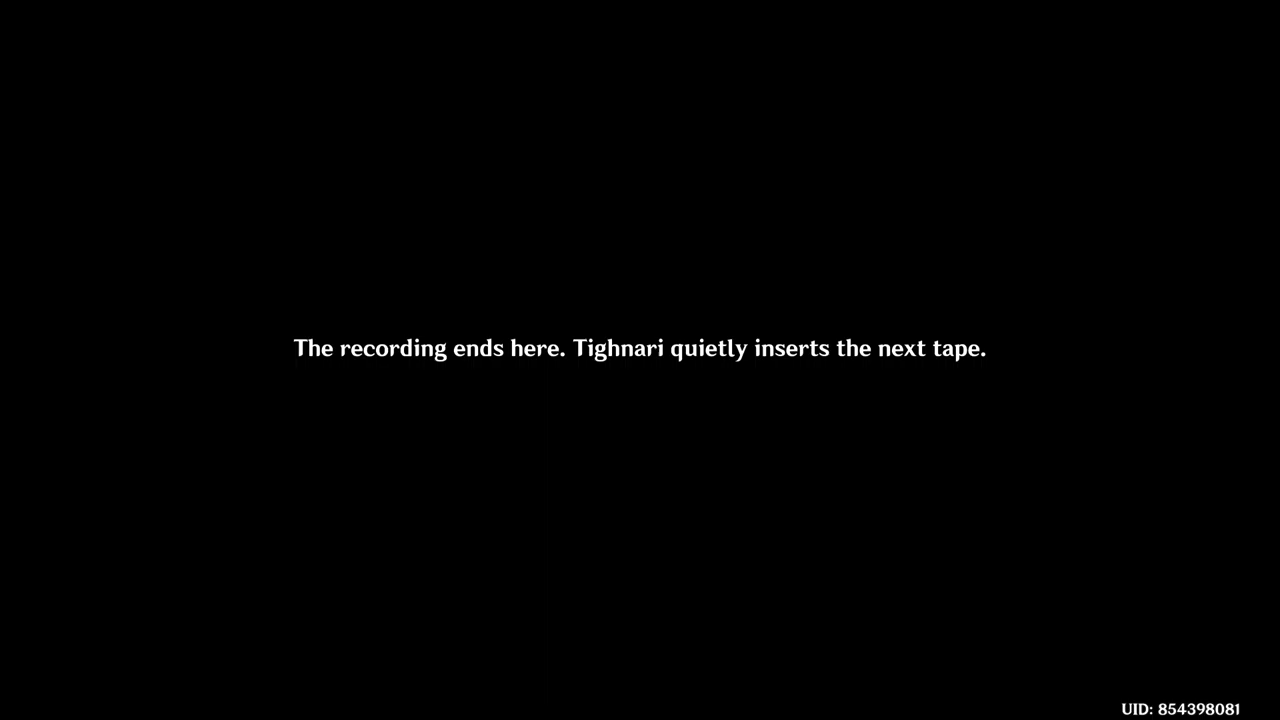 The recording ends here. Tighnari quietly inserts the next tape.
UID: 854398081